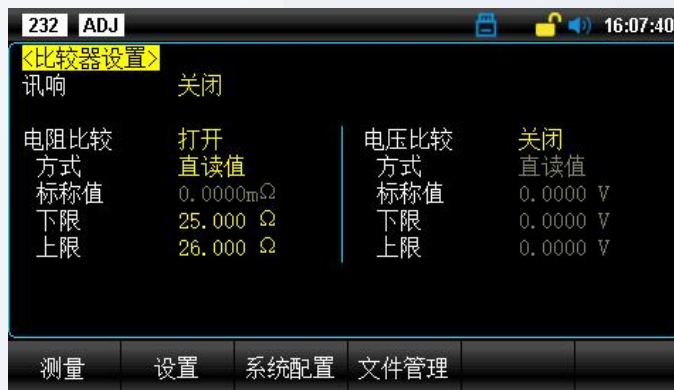 232 ADJ 16:07:40
<比较器设置>
讯响 关闭
电阻比较 打开 电压比较 关闭
方式 直读值 方式 直读值
标称值 0.0000mΩ 标称值 0.0000 V
下限 25.000 Ω 下限 0.0000 V
上限 26.000 Ω 上限 0.0000 V
测量 设置 系统配置 文件管理